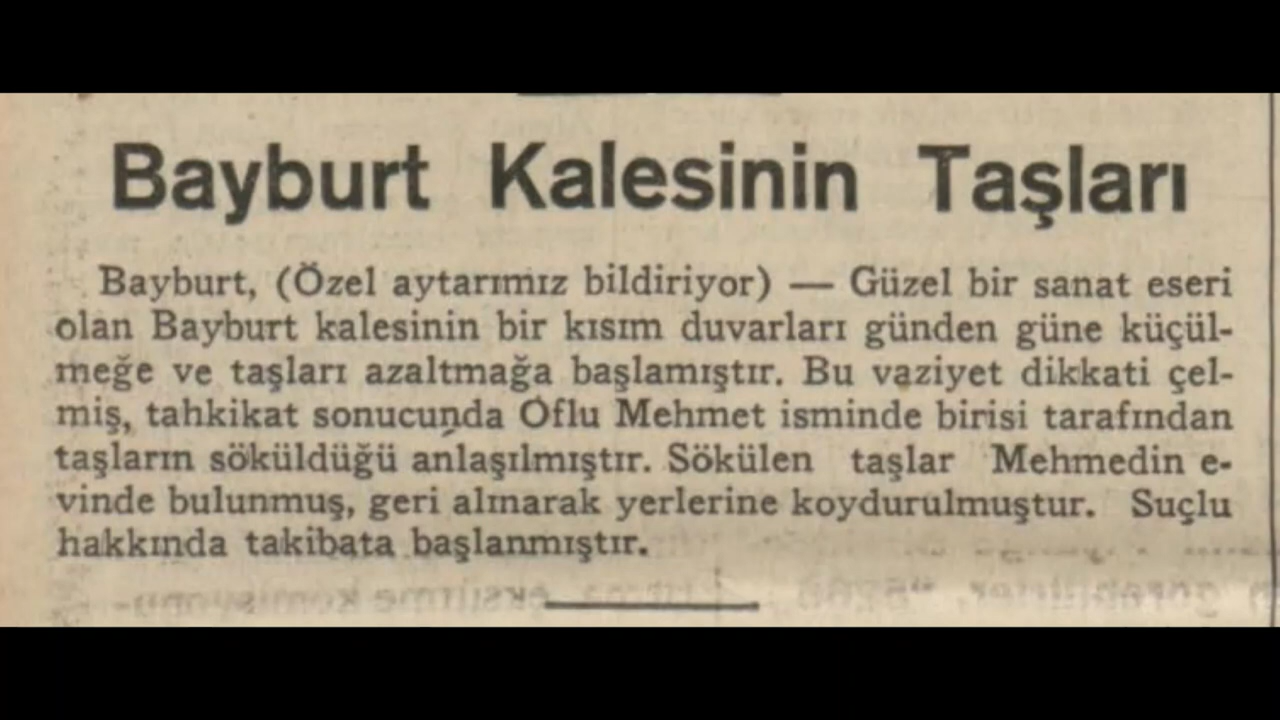 Bayburt Kalesinin Taşları
Bayburt, (Özel aytarımız bildiriyor) — Güzel bir sanat eseri
olan Bayburt kalesinin bir kısım duvarları günden güne küçül-
meğe ve taşları azaltmağa başlamıştır. Bu vaziyet dikkati çel-
miş, tahkikat sonucunda Oflu Mehmet isminde birisi tarafından
taşların söküldüğü anlaşılmıştır. Sökülen taşlar Mehmedin e-
vinde bulunmuş, geri alınarak yerlerine koydurulmuştur. Suçlu
hakkında takibata başlanmıştır.